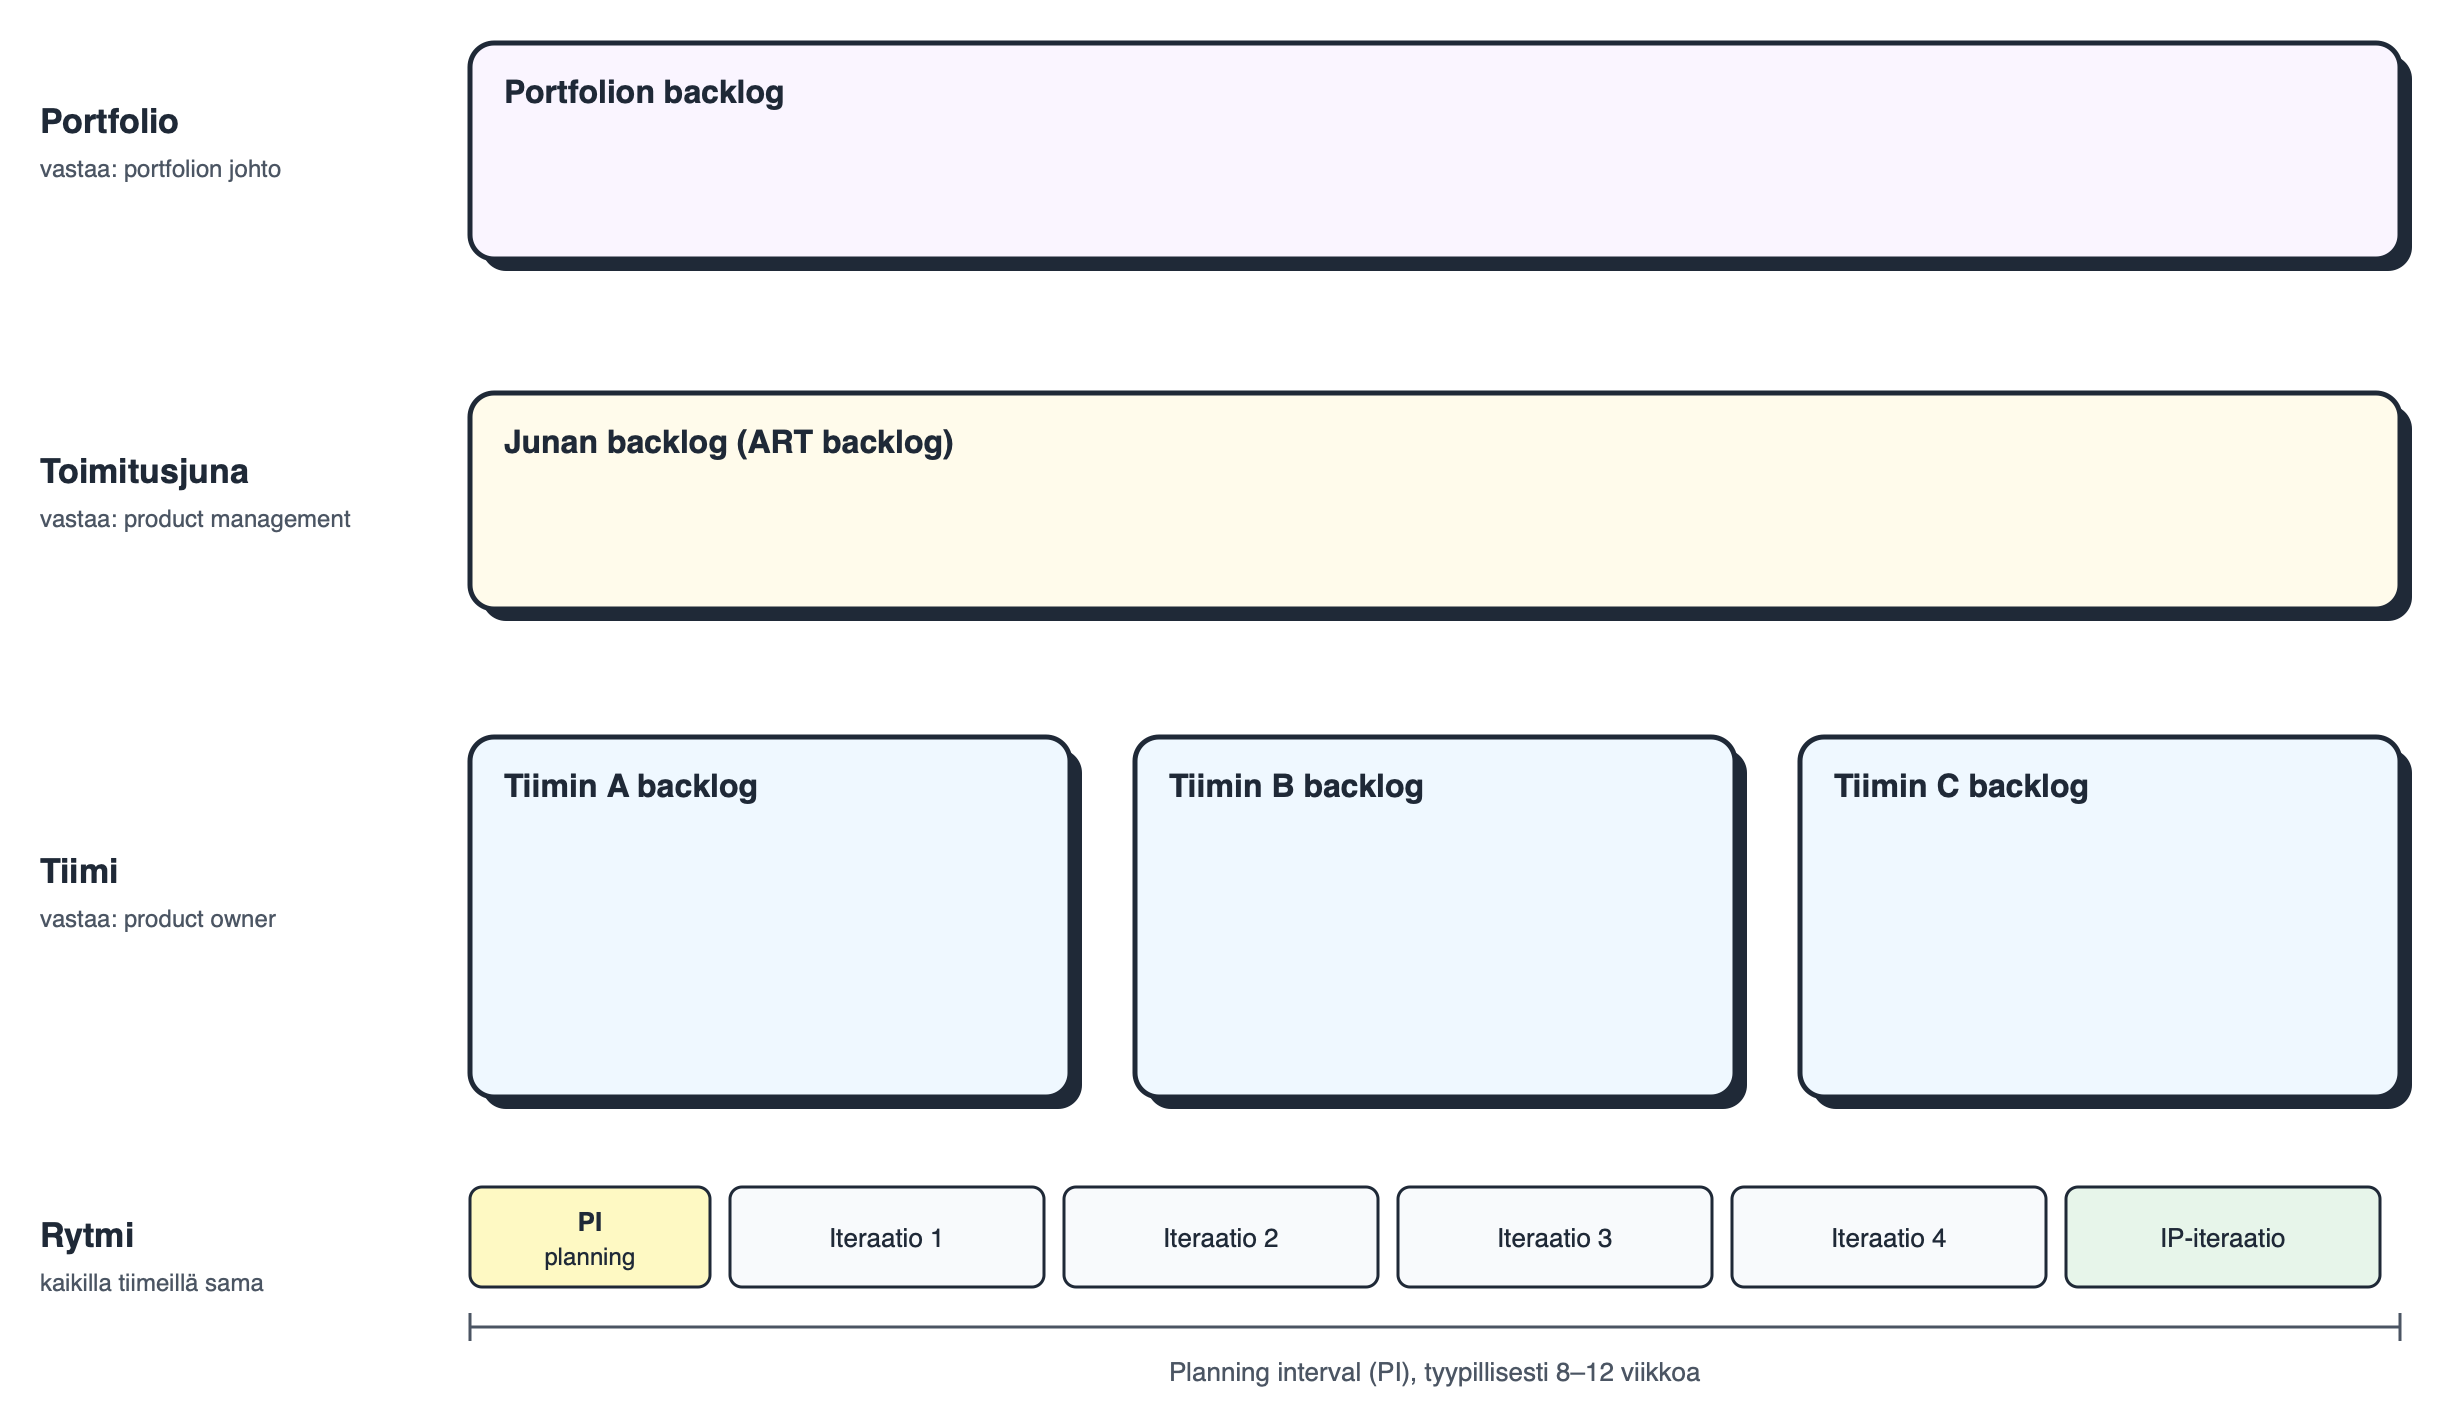 Portfolio
vastaa: portfolion johto
Portfolion backlog
Toimitusjuna
vastaa: product management
Junan backlog (ART backlog)
Tiimi
vastaa: product owner
Tiimin A backlog
Tiimin B backlog
Tiimin C backlog
Rytmi
kaikilla tiimeillä sama
PI
planning
Iteraatio 1
Iteraatio 2
Iteraatio 3
Iteraatio 4
IP-iteraatio
Planning interval (PI), tyypillisesti 8–12 viikkoa